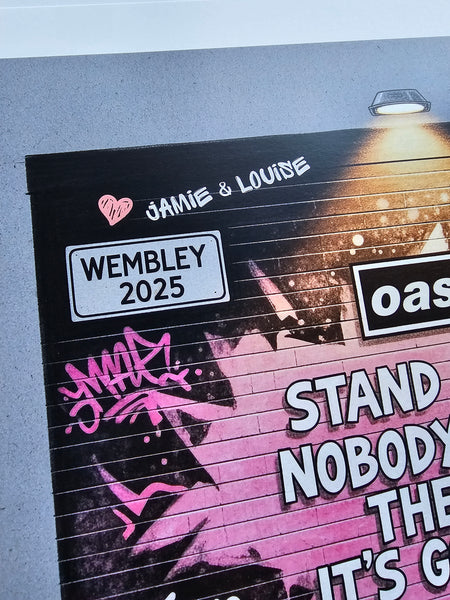 JAMIE & LOUISE
WEMBLEY
2025
oas
STAND
NOBODY
THE
IT'S G